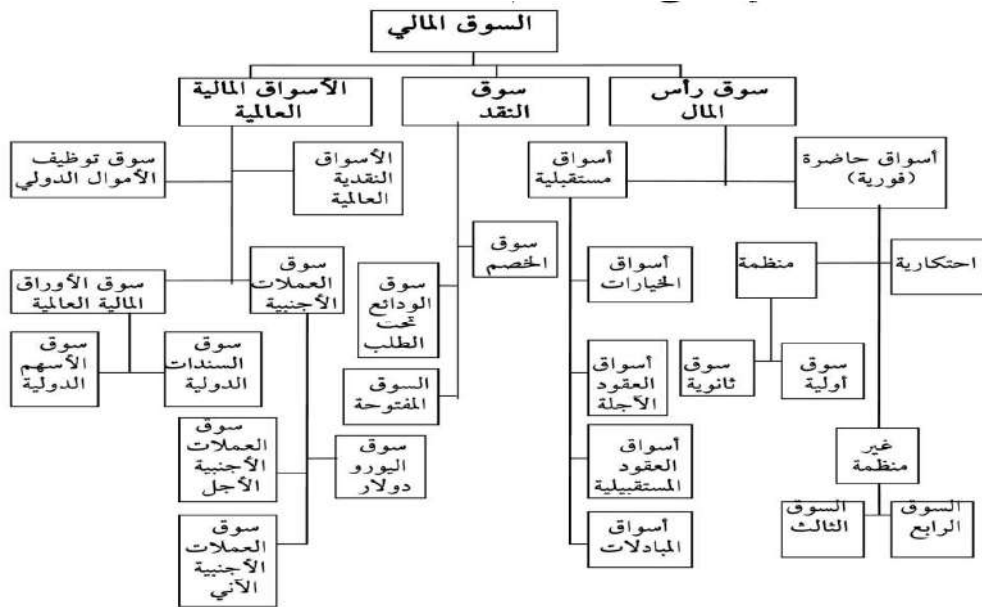 السوق المالي
سوق رأس
المال
سوق
النقد
الأسواق المالية
العالمية
أسواق حاضرة
(فورية)
أسواق
مستقبلية
الأسواق
النقدية
العالمية
سوق توظيف
الأموال الدولي
احتكارية
منظمة
أسواق
الخيارات
سوق
الخصم
سوق
الودائع
تحت
الطلب
سوق
العملات
الأجنبية
سوق الأوراق
المالية العالمية
سوق
أولية
سوق
ثانوية
أسواق
العقود
الآجلة
السوق
المفتوحة
سوق
السندات
الدولية
سوق
الأسهم
الدولية
غير
منظمة
أسواق
العقود
المستقبيلية
سوق
اليورو
دولار
سوق
العملات
الأجنبية
الأجل
السوق
الرابع
السوق
الثالث
أسواق
المبادلات
سوق
العملات
الأجنبية
الآني